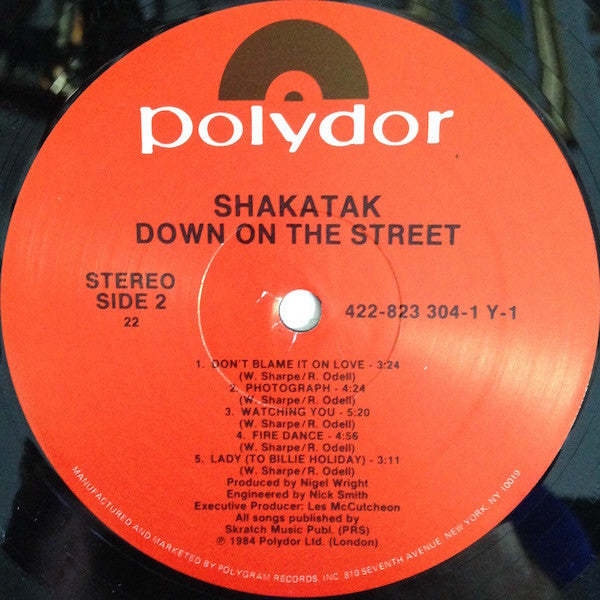 polydor
SHAKATAK
DOWN ON THE STREET
STEREO
SIDE 2
22
422-823 304-1 Y-1
1. DON'T BLAME IT ON LOVE - 3:24
(W. Sharpe/R. Odell)
2. PHOTOGRAPH - 4:24
(W. Sharpe/R. Odell)
3. WATCHING YOU - 5:20
(W. Sharpe/R. Odell)
4. FIRE DANCE - 4:56
(W. Sharpe/R. Odell)
5. LADY (TO BILLIE HOLIDAY) - 3:11
(W. Sharpe/R. Odell)
Produced by Nigel Wright
Engineered by Nick Smith
Executive Producer: Les McCutcheon
All songs published by
Skratch Music Publ. (PRS)
℗ 1984 Polydor Ltd. (London)
MANUFACTURED AND MARKETED BY POLYGRAM RECORDS, INC. 810 SEVENTH AVENUE, NEW YORK, NY 10019